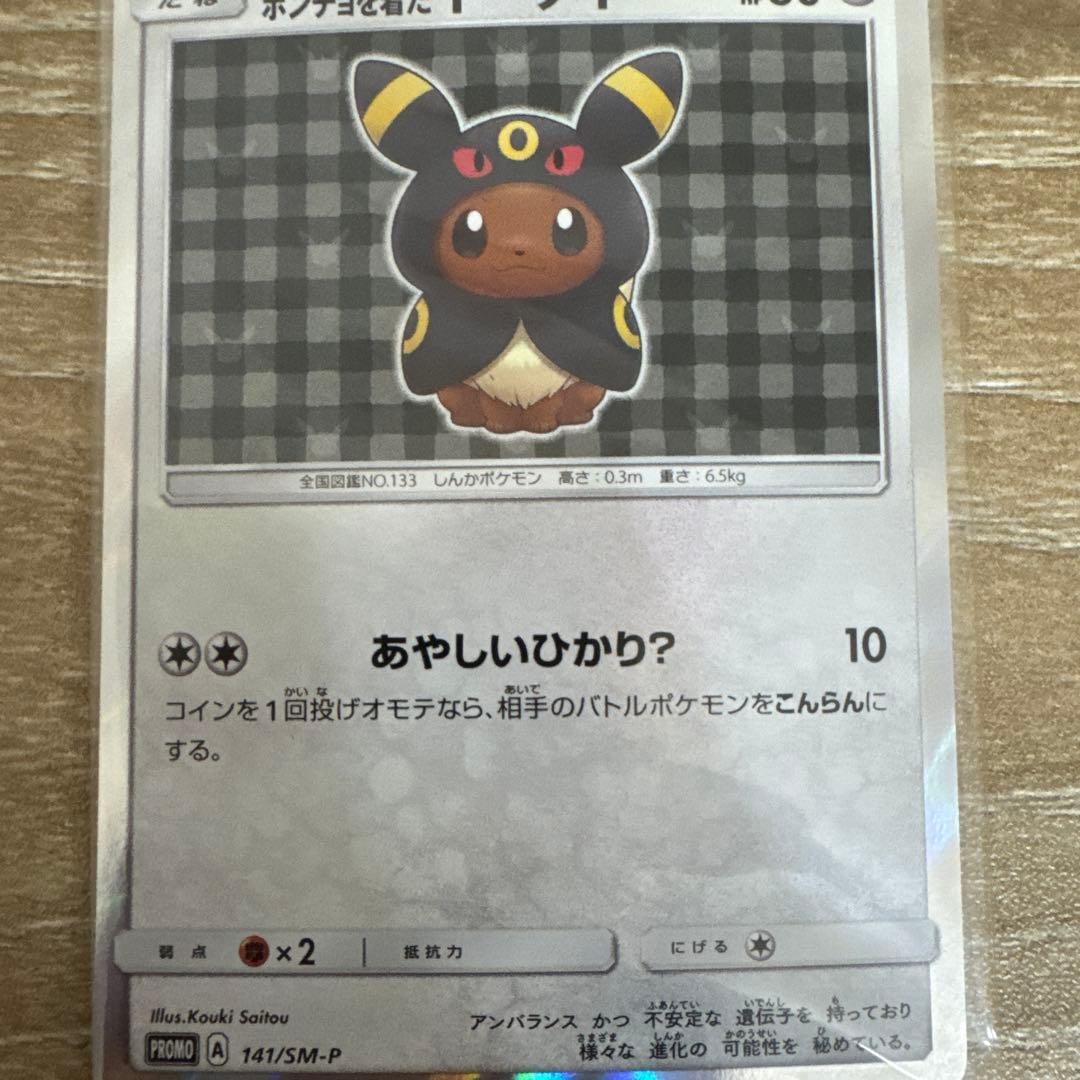 ポンチョを着た
全国図鑑NO.133 しんかポケモン 高さ:0.3m 重さ:6.5kg
あやしいひかり? 10
コインを1回投げオモテなら、相手のバトルポケモンをこんらんに
する。
弱点 ×2 抵抗力 にげる
Illus.Kouki Saitou
アンバランス かつ 不安定な 遺伝子を 持っており
様々な 進化の 可能性を 秘めている。
PROMO A 141/SM-P